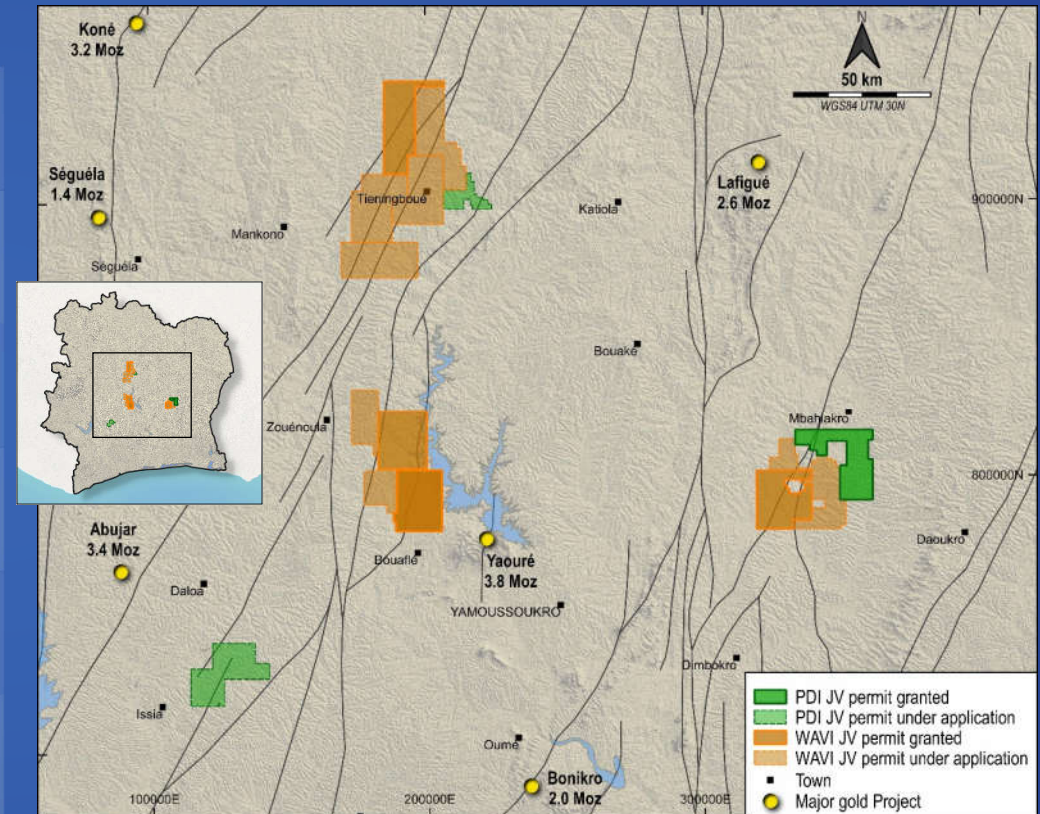 Koné
3.2 Moz
N
50 km
WGS84 UTM 30N
Séguéla
1.4 Moz
Lafigué
2.6 Moz
Tieningboué
Katiola
900000N
Mankono
Séguéla
Bouaké
Zouénoula
Mbahiakro
800000N
Abujar
3.4 Moz
Daoukro
Bouaflé
Yaouré
3.8 Moz
Daloa
YAMOUSSOUKRO
Dimbokro
Issia
Oumé
Bonikro
2.0 Moz
100000E
200000E
300000E
PDI JV permit granted
PDI JV permit under application
WAVI JV permit granted
WAVI JV permit under application
Town
Major gold Project